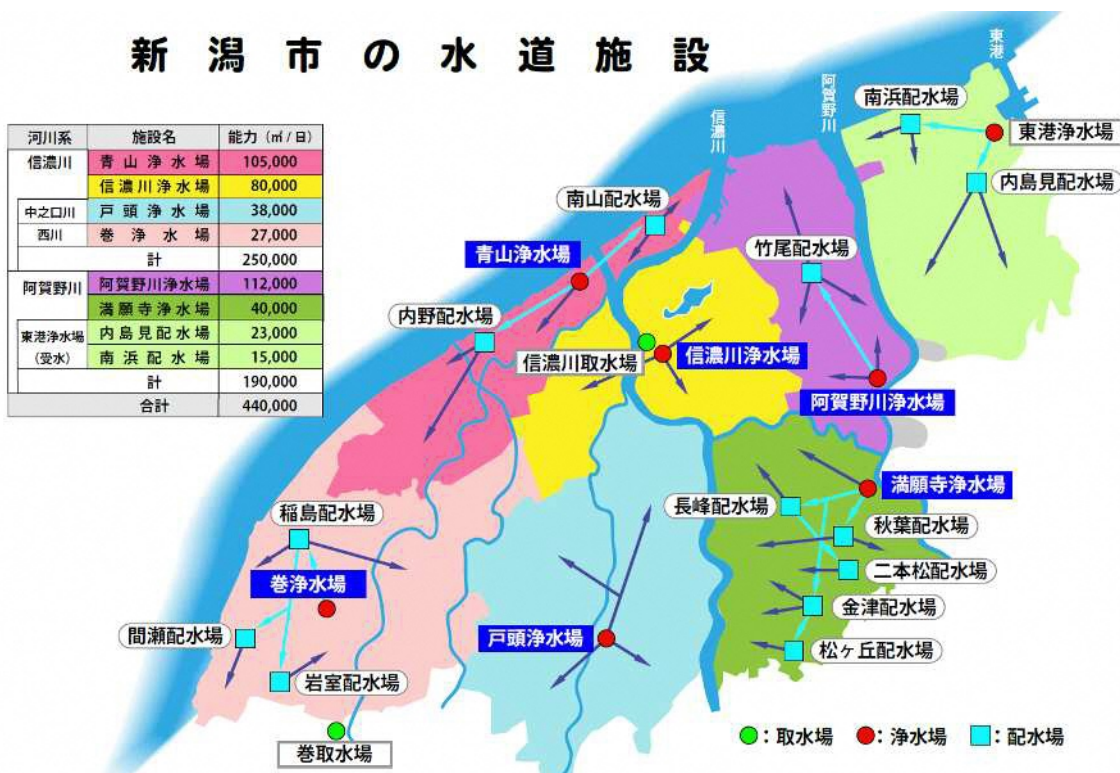 新潟市の水道施設
河川系 施設名 能力（㎥/日）
信濃川 青山浄水場 105,000
信濃川浄水場 80,000
中之口川 戸頭浄水場 38,000
西川 巻浄水場 27,000
計 250,000
阿賀野川 阿賀野川浄水場 112,000
満願寺浄水場 40,000
東港浄水場（受水） 内島見配水場 23,000
南浜配水場 15,000
計 190,000
合計 440,000
東港
阿賀野川
信濃川
南浜配水場
東港浄水場
内島見配水場
南山配水場
青山浄水場
竹尾配水場
内野配水場
信濃川取水場
信濃川浄水場
阿賀野川浄水場
満願寺浄水場
長峰配水場
秋葉配水場
稲島配水場
二本松配水場
巻浄水場
金津配水場
間瀬配水場
戸頭浄水場
松ヶ丘配水場
岩室配水場
巻取水場
：取水場 ：浄水場 ：配水場